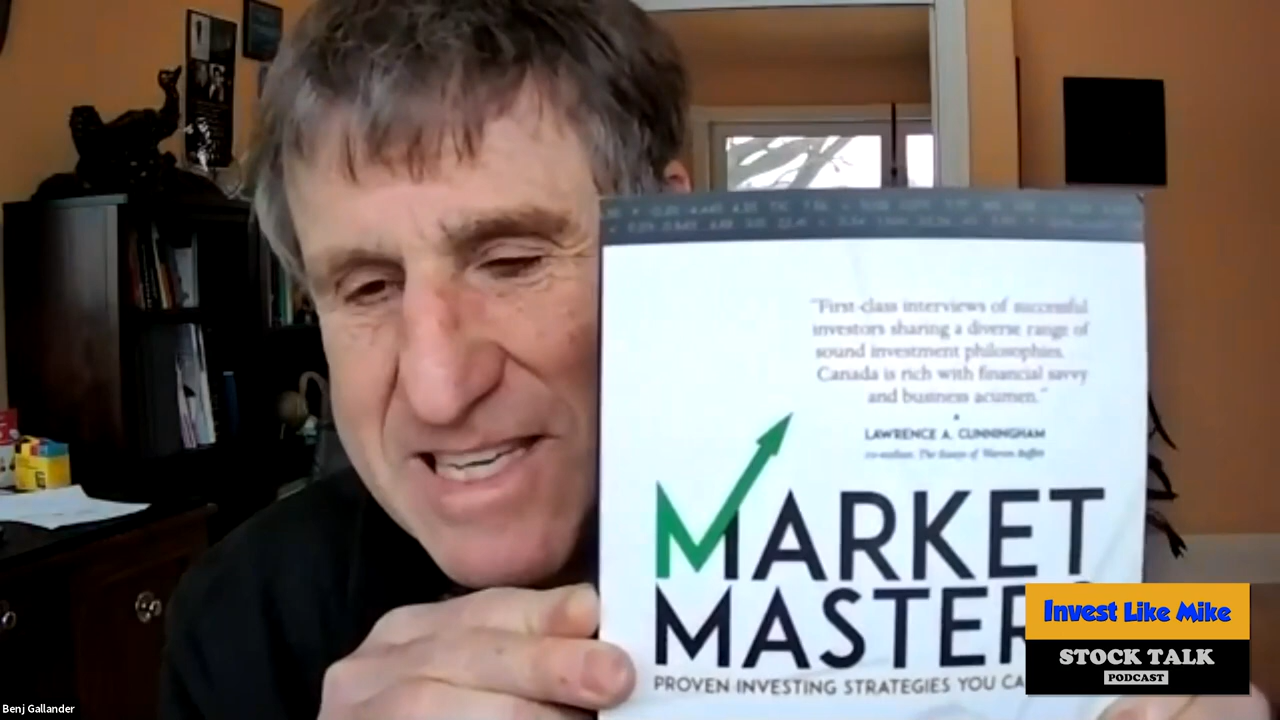 "First-class interviews of successful
investors sharing a diverse range of
sound investment philosophies.
Canada is rich with financial savvy
and business acumen."
LAWRENCE A. CUNNINGHAM
co-author, The Essays of Warren Buffett
MARKET
MASTERS
PROVEN INVESTING STRATEGIES YOU CA
Invest Like Mike
STOCK TALK
PODCAST
Benj Gallander